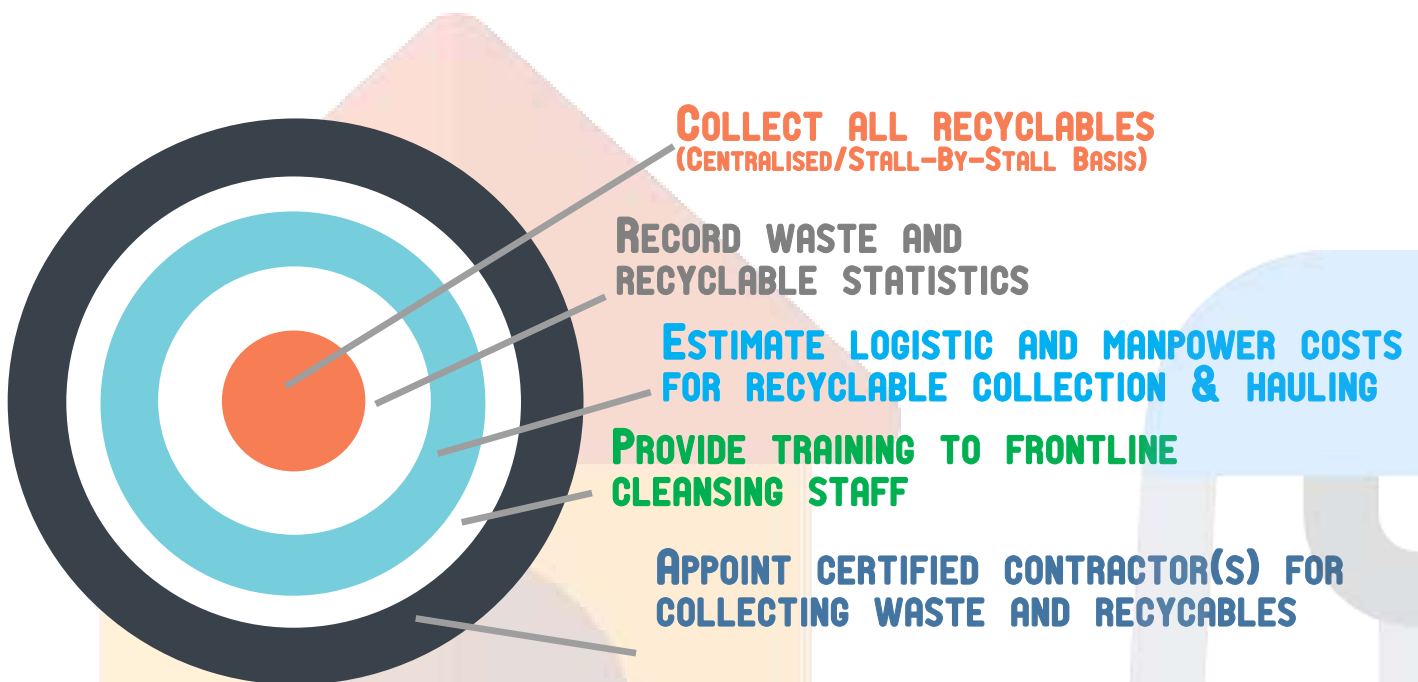 Collect all recyclables
(Centralised/Stall-By-Stall Basis)
Record waste and
recyclable statistics
Estimate logistic and manpower costs
for recyclable collection & hauling
Provide training to frontline
cleansing staff
Appoint certified contractor(s) for
collecting waste and recycables